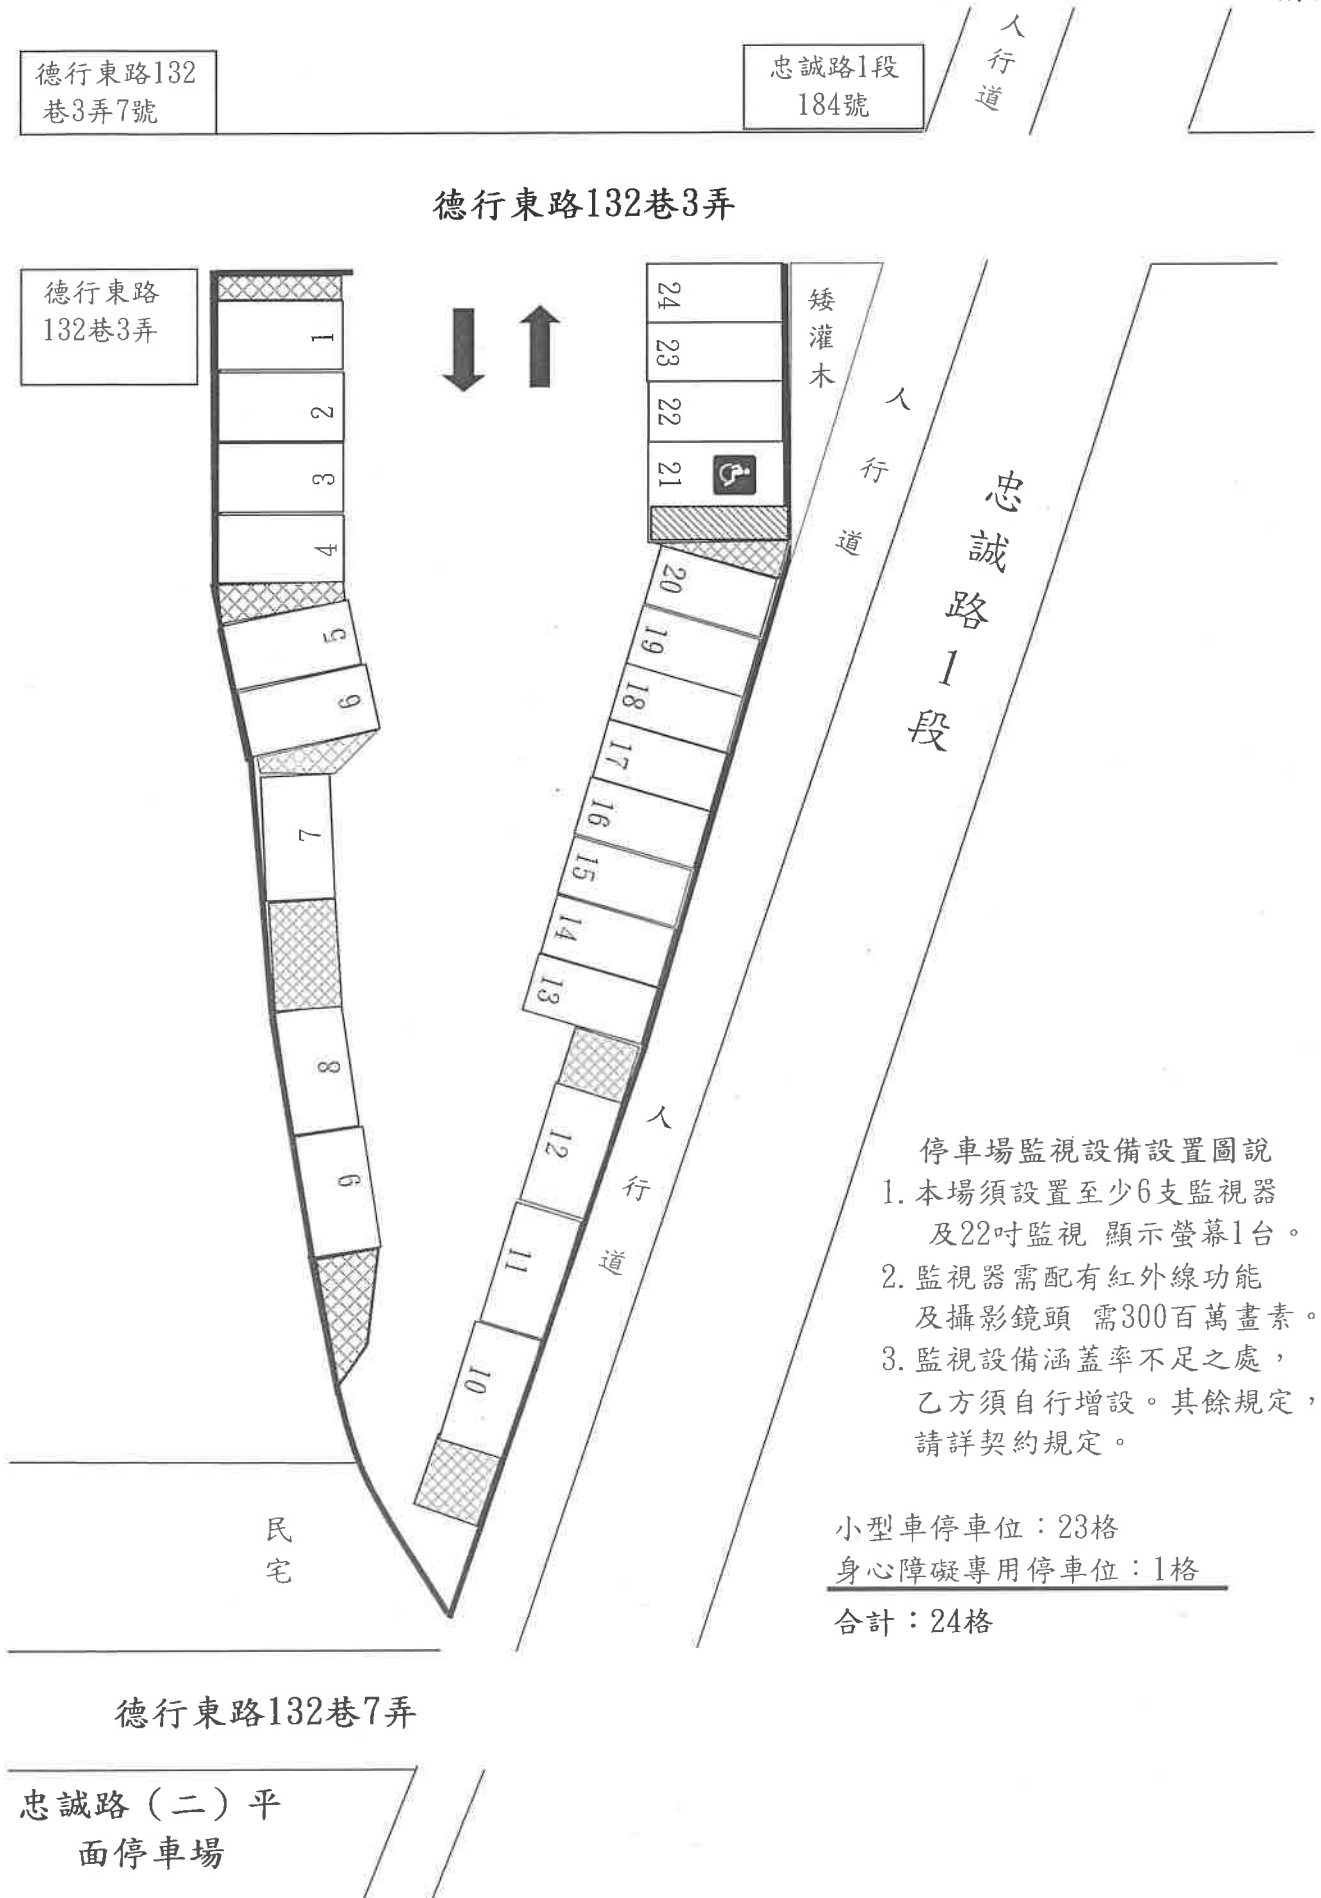 人
行
道
德行東路132
巷3弄7號
忠誠路1段
184號
德行東路132巷3弄
德行東路
132巷3弄
1
2
3
4
5
6
7
8
9
24
23
22
21
20
19
18
17
16
15
14
13
12
11
10
矮
灌
木
人
行
道
忠
誠
路
1
段
人
行
道
停車場監視設備設置圖說
1.本場須設置至少6支監視器
及22吋監視 顯示螢幕1台。
2.監視器需配有紅外線功能
及攝影鏡頭 需300百萬畫素。
3.監視設備涵蓋率不足之處,
乙方須自行增設。其餘規定,
請詳契約規定。
小型車停車位:23格
身心障礙專用停車位:1格
合計:24格
民
宅
德行東路132巷7弄
忠誠路(二)平
面停車場